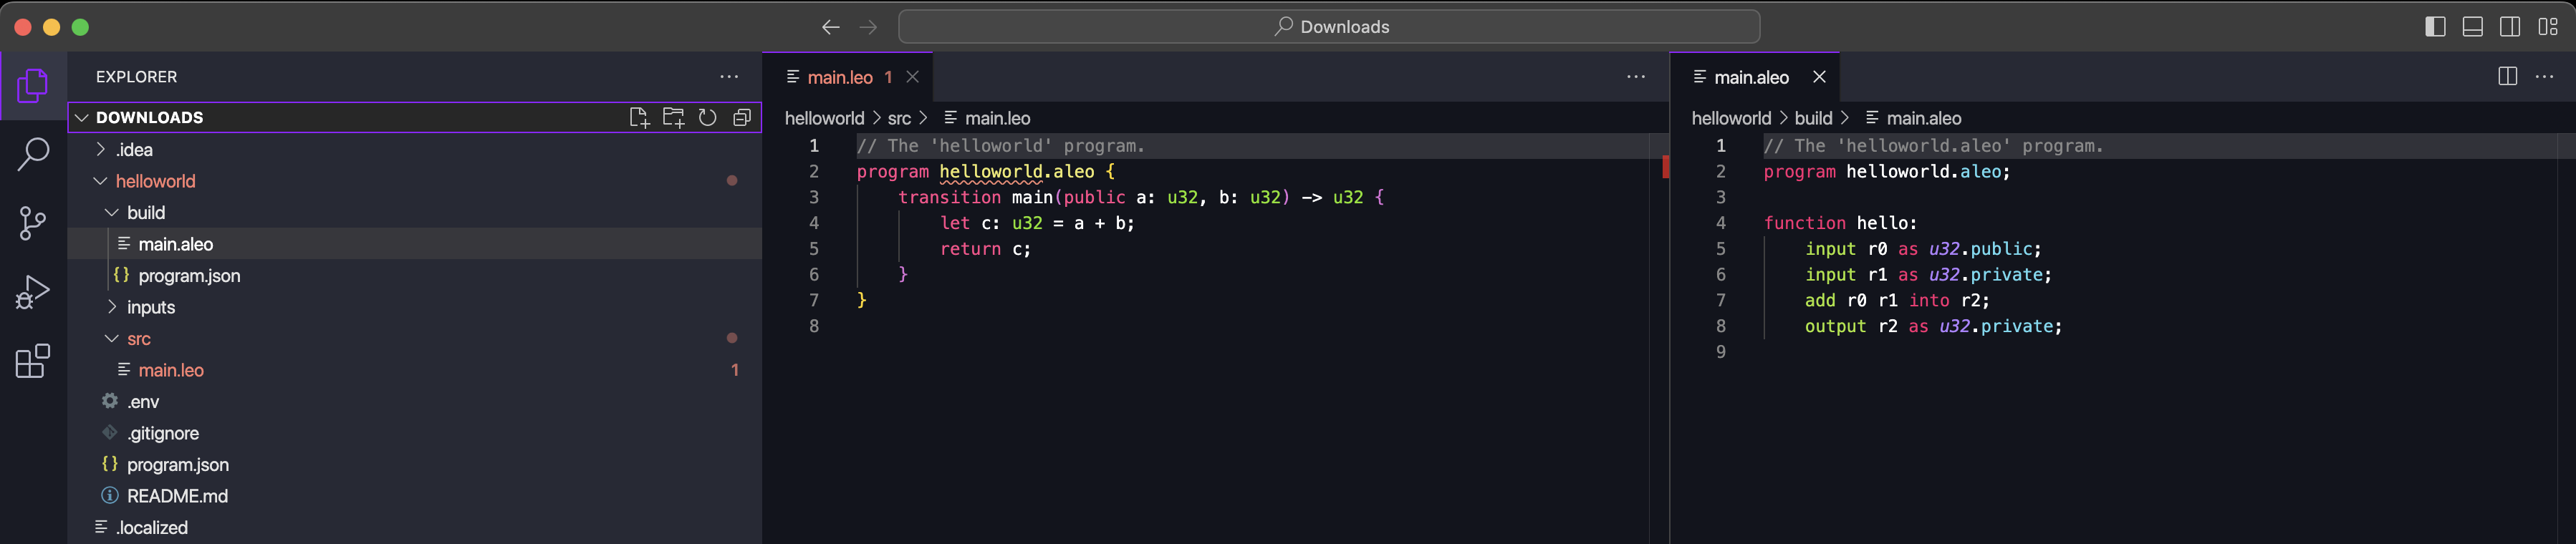 Downloads
EXPLORER
DOWNLOADS
.idea
helloworld
build
main.aleo
{} program.json
inputs
src
main.leo 1
.env
.gitignore
{} program.json
README.md
.localized
main.leo 1
helloworld > src > main.leo
1 // The 'helloworld' program.
2 program helloworld.aleo {
3 transition main(public a: u32, b: u32) -> u32 {
4 let c: u32 = a + b;
5 return c;
6 }
7 }
8
main.aleo
helloworld > build > main.aleo
1 // The 'helloworld.aleo' program.
2 program helloworld.aleo;
3
4 function hello:
5 input r0 as u32.public;
6 input r1 as u32.private;
7 add r0 r1 into r2;
8 output r2 as u32.private;
9